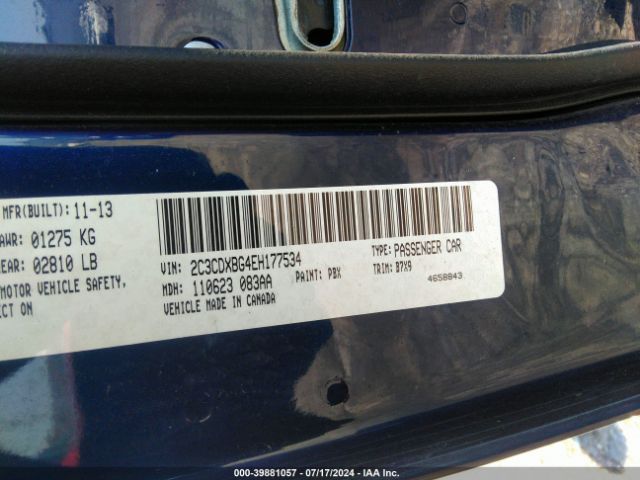 MFR(BUILT): 11-13
AWR: 01275 KG
EAR: 02810 LB
MOTOR VEHICLE SAFETY,
ECT ON
VIN: 2C3CDXBG4EH177534 TYPE: PASSENGER CAR
MDH: 110623 083AA PAINT: PBX TRIM: B7X9
VEHICLE MADE IN CANADA 4658843
000-39881057 / 07/17/2024 / IAA Inc.